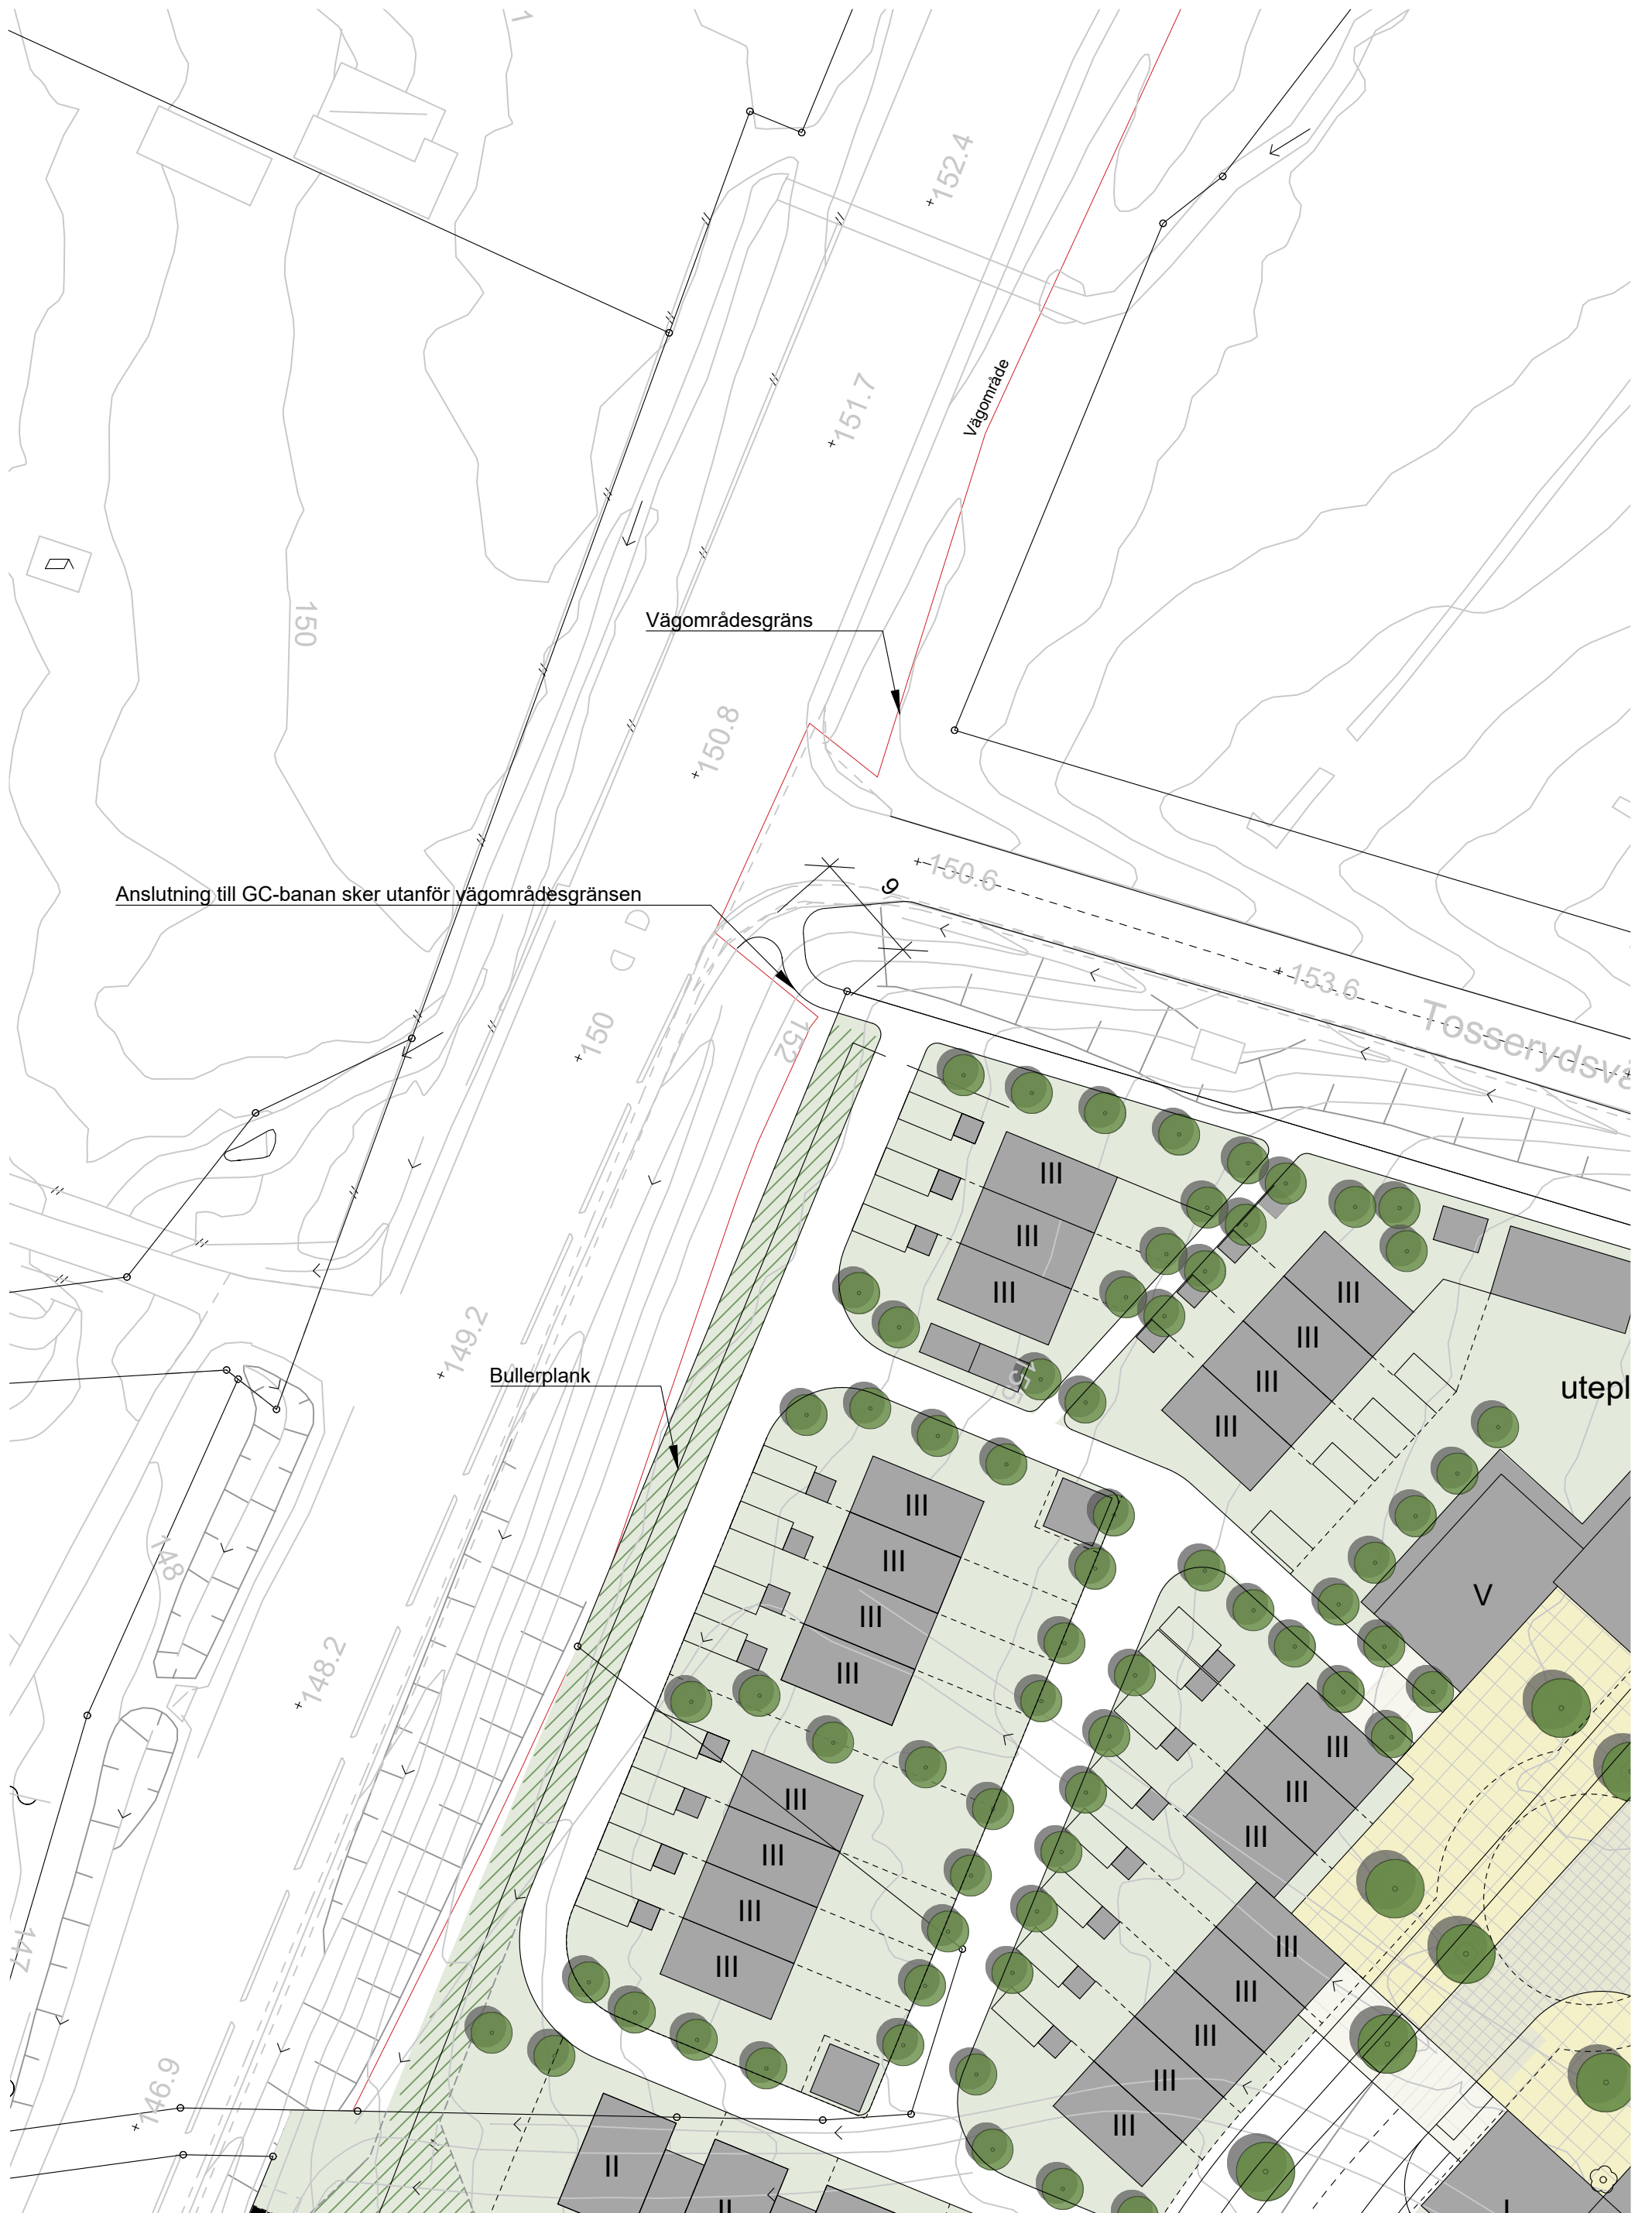 152.4
151.7
Vägområde
150
Vägområdesgräns
150.8
150.6
9
Anslutning till GC-banan sker utanför vägområdesgränsen
153.6
Tosserydsvä
150
152
III
III
III
149.2
III
III
III
III
Bullerplank
utepl
III
III
III
III
V
148
148.2
III
III
III
III
III
III
III
147
III
III
III
III
III
146.9
II
II
I